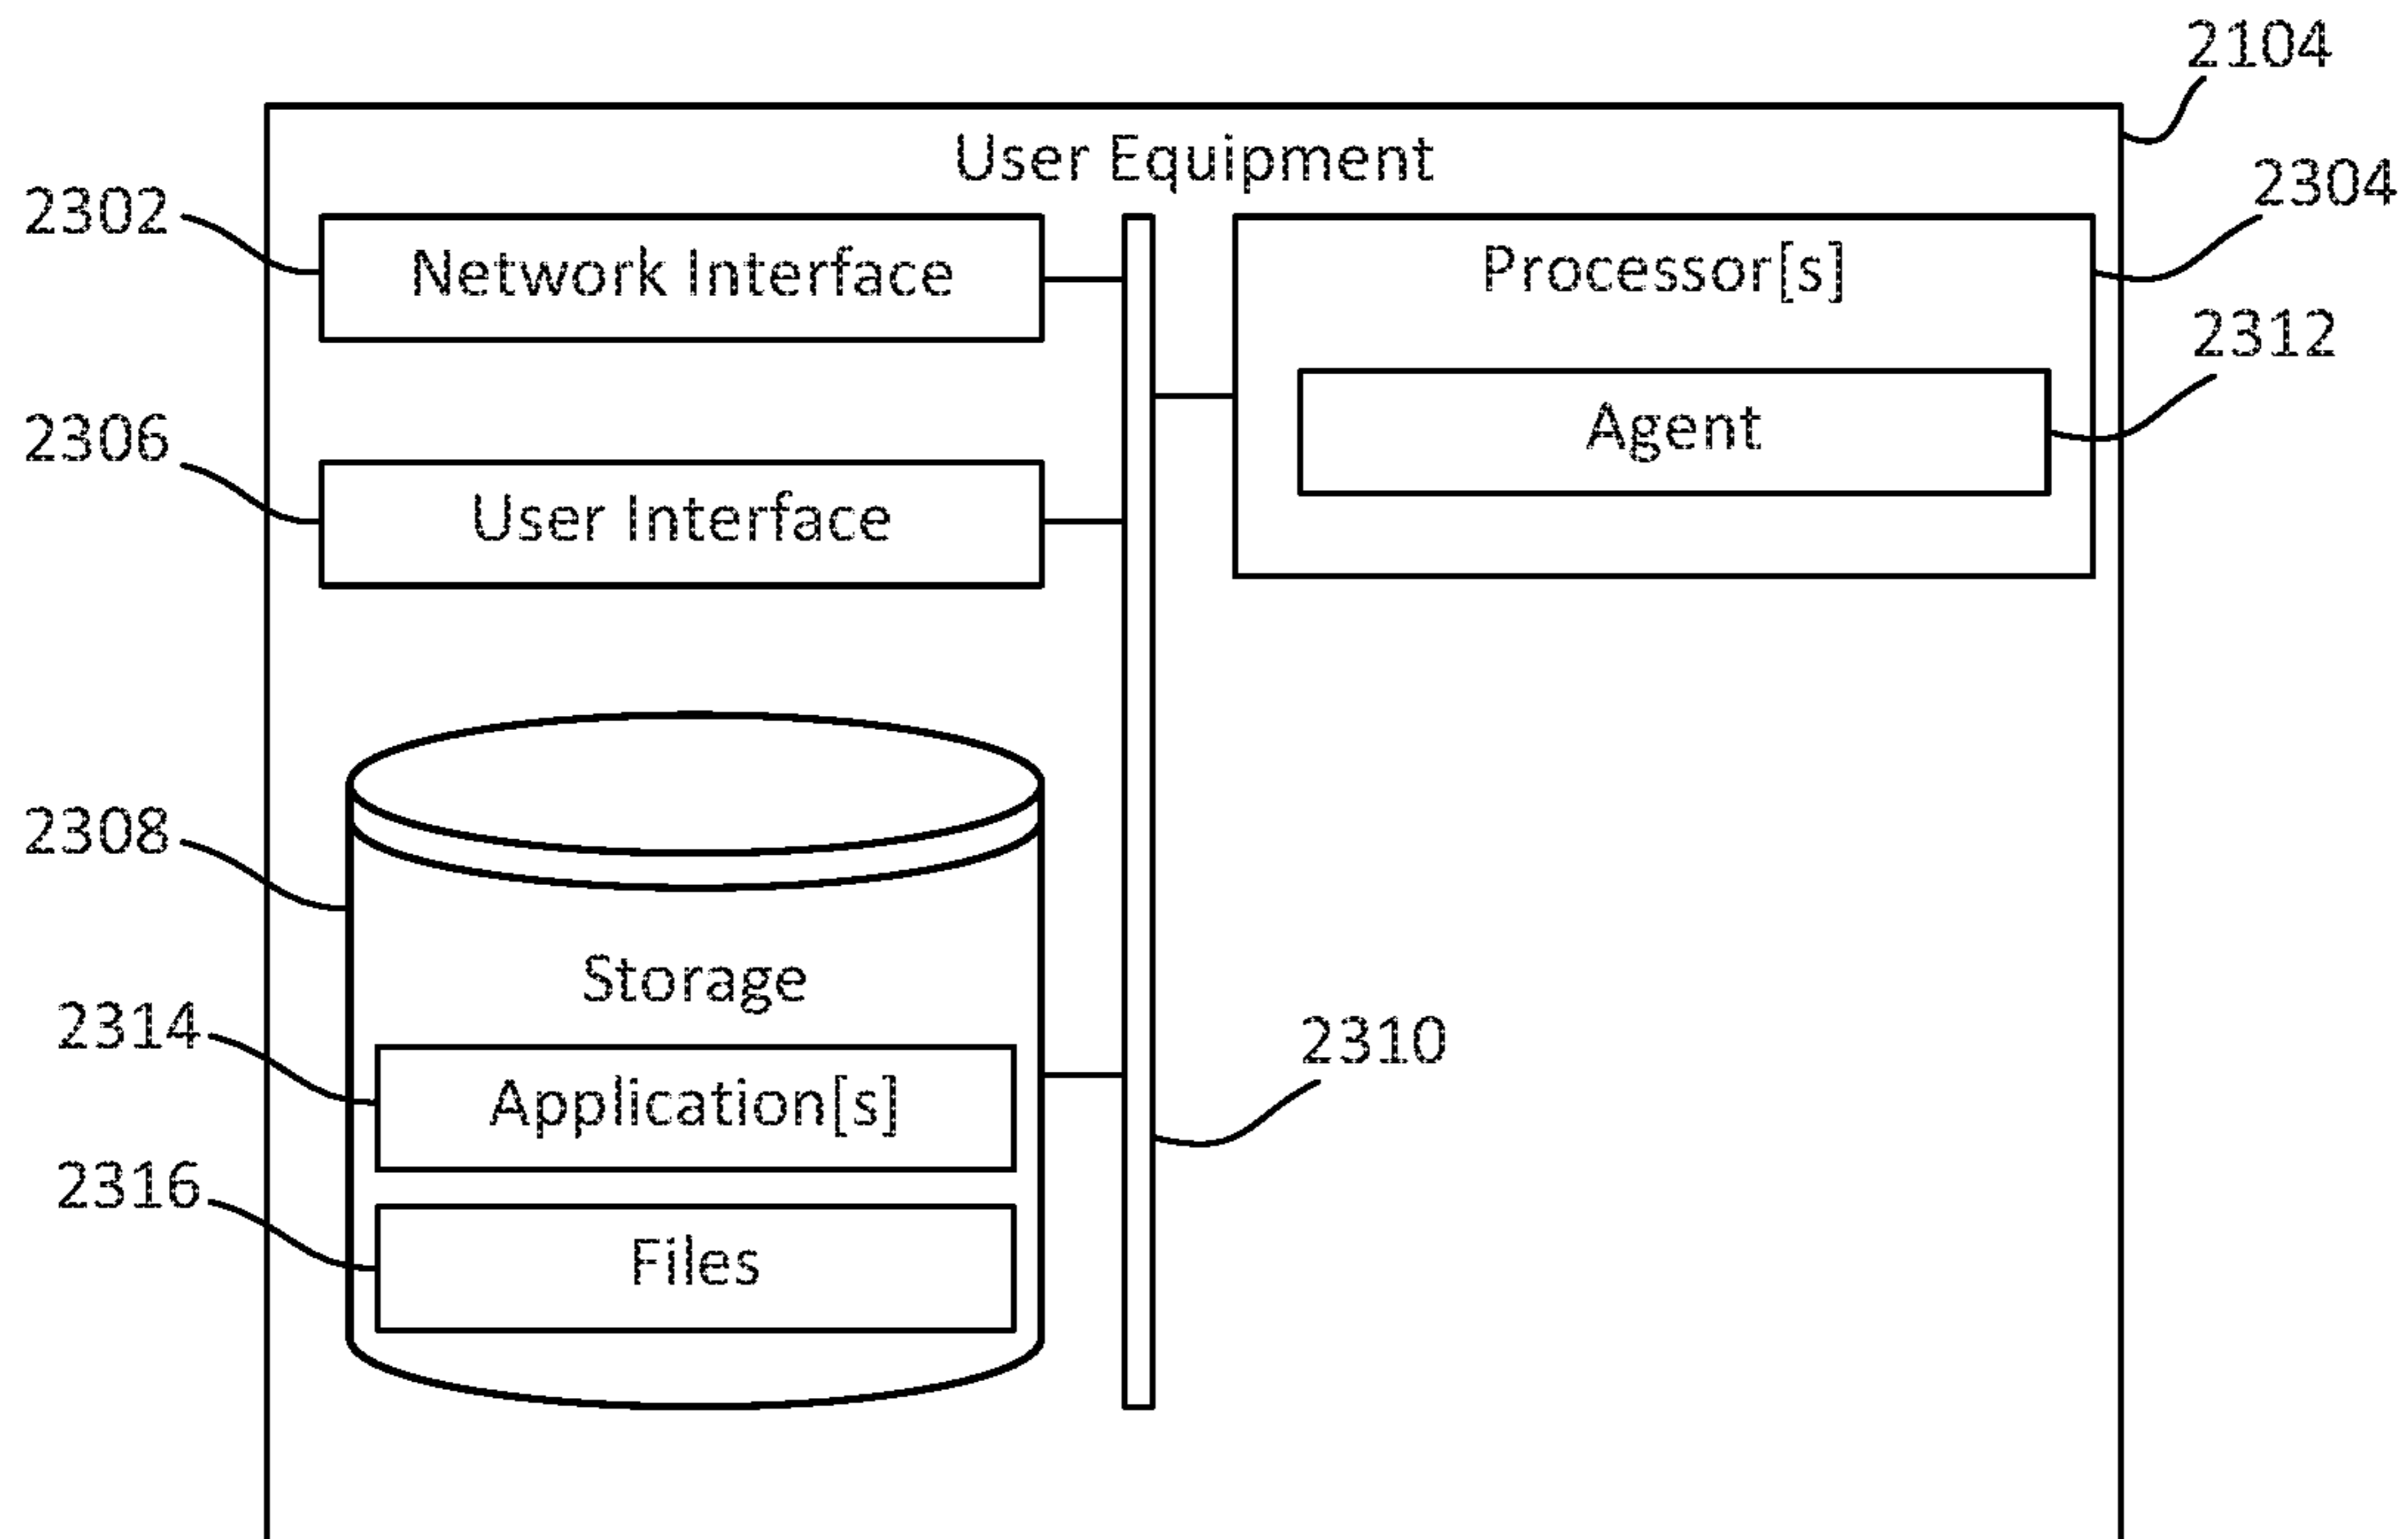 2104
User Equipment
2304
2302
Network Interface
Processor[s]
2312
2306
Agent
User Interface
2308
Storage
2314
2310
Application[s]
2316
Files